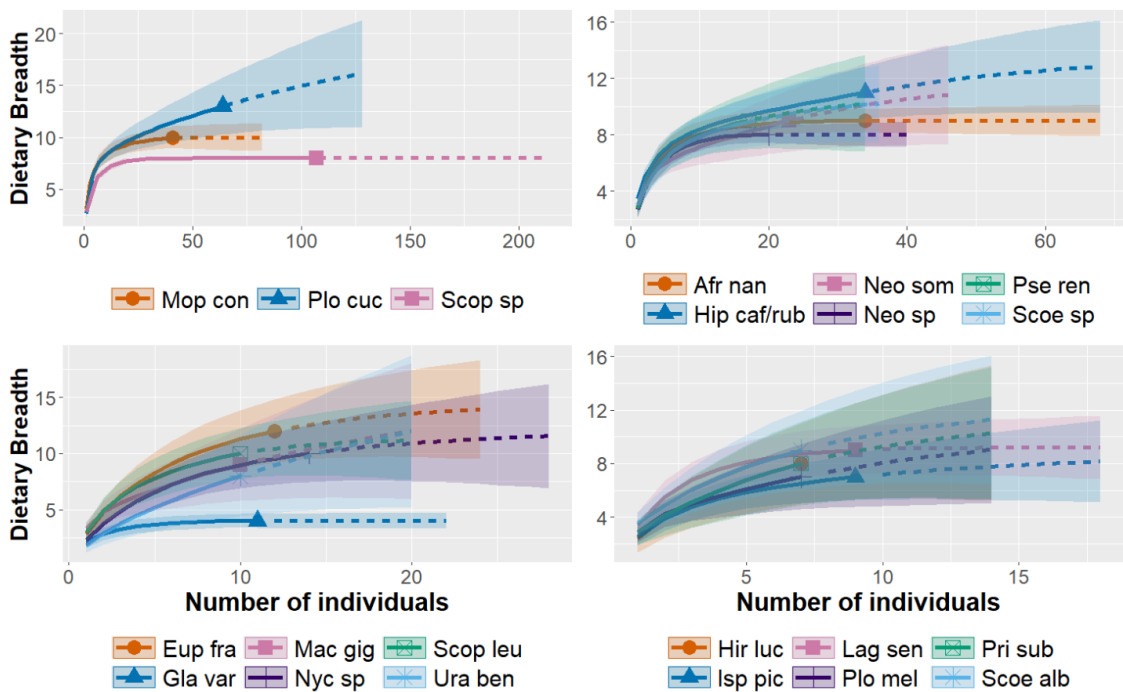 20
15
10
5
Dietary Breadth
0 50 100 150 200
Mop con Plo cuc Scop sp
16
12
8
4
0 20 40 60
Afr nan Neo som Pse ren
Hip caf/rub Neo sp Scoe sp
15
10
5
Dietary Breadth
0 10 20
Number of individuals
Eup fra Mac gig Scop leu
Gla var Nyc sp Ura ben
16
12
8
4
5 10 15
Number of individuals
Hir luc Lag sen Pri sub
Isp pic Plo mel Scoe alb